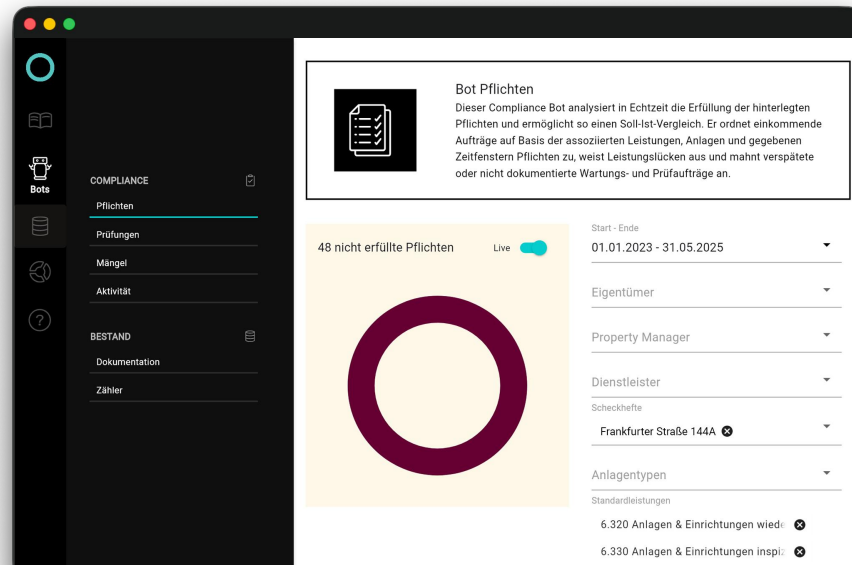 Bots
COMPLIANCE
Pflichten
Prüfungen
Mängel
Aktivität
BESTAND
Dokumentation
Zähler
Bot Pflichten
Dieser Compliance Bot analysiert in Echtzeit die Erfüllung der hinterlegten
Pflichten und ermöglicht so einen Soll-Ist-Vergleich. Er ordnet einkommende
Aufträge auf Basis der assoziierten Leistungen, Anlagen und gegebenen
Zeitfenstern Pflichten zu, weist Leistungslücken aus und mahnt verspätete
oder nicht dokumentierte Wartungs- und Prüfaufträge an.
48 nicht erfüllte Pflichten Live
Start - Ende
01.01.2023 - 31.05.2025
Eigentümer
Property Manager
Dienstleister
Scheckhefte
Frankfurter Straße 144A
Anlagentypen
Standardleistungen
6.320 Anlagen & Einrichtungen wied
6.330 Anlagen & Einrichtungen inspi